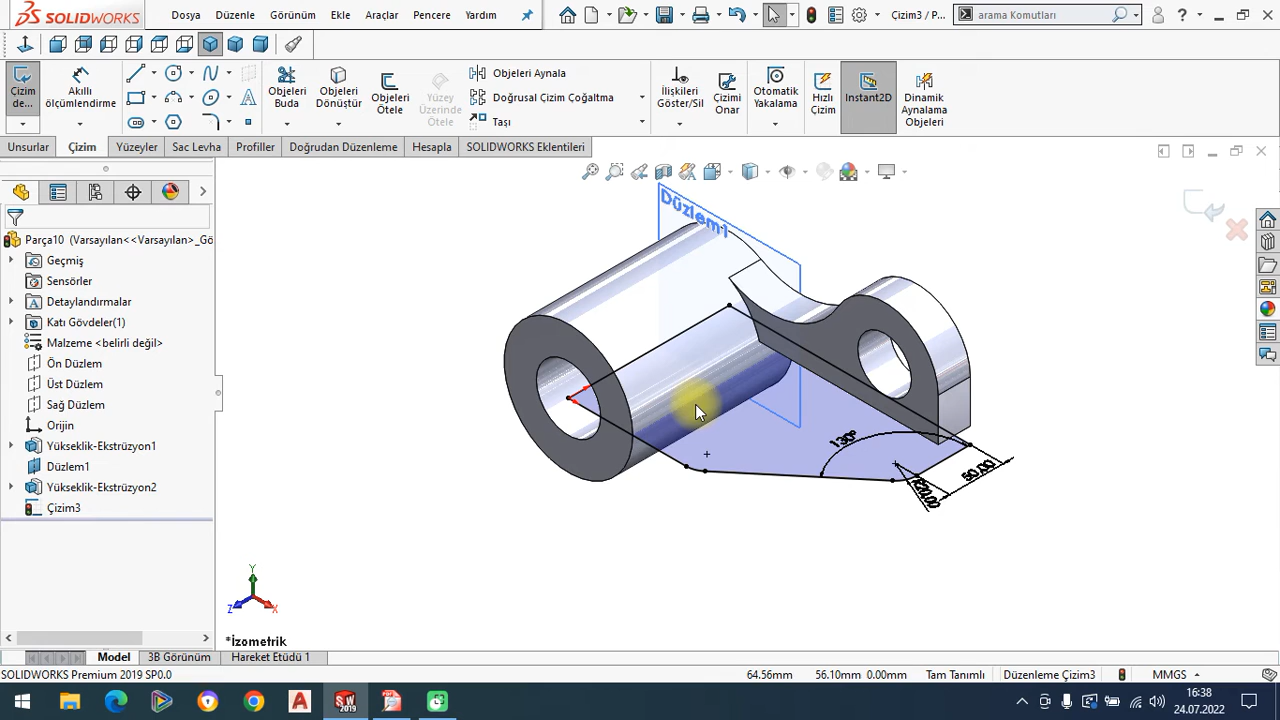 SOLIDWORKS
Dosya Düzenle Görünüm Ekle Araçlar Pencere Yardım
Çizim3 / P...
arama Komutları
Çizim de...
Akıllı ölçümlendirme
Objeleri Buda
Objeleri Dönüştür
Objeleri Ötele
Yüzey Üzerinde Ötele
Objeleri Aynala
Doğrusal Çizim Çoğaltma
Taşı
İlişkileri Göster/Sil
Çizimi Onar
Otomatik Yakalama
Hızlı Çizim
Instant2D
Dinamik Aynalama Objeleri
Unsurlar Çizim Yüzeyler Sac Levha Profiller Doğrudan Düzenleme Hesapla SOLIDWORKS Eklentileri
Parça10 (Varsayılan<<Varsayılan>_Gö
Geçmiş
Sensörler
Detaylandırmalar
Katı Gövdeler(1)
Malzeme <belirli değil>
Ön Düzlem
Üst Düzlem
Sağ Düzlem
Orijin
Yükseklik-Ekstrüzyon1
Düzlem1
Yükseklik-Ekstrüzyon2
Çizim3
Düzlem1
130°
50,00
R20,00
Y
Z
X
*İzometrik
Model 3B Görünüm Hareket Etüdü 1
SOLIDWORKS Premium 2019 SP0.0
64.56mm 56.10mm 0.00mm Tam Tanımlı Düzenleme Çizim3 MMGS
16:38
24.07.2022